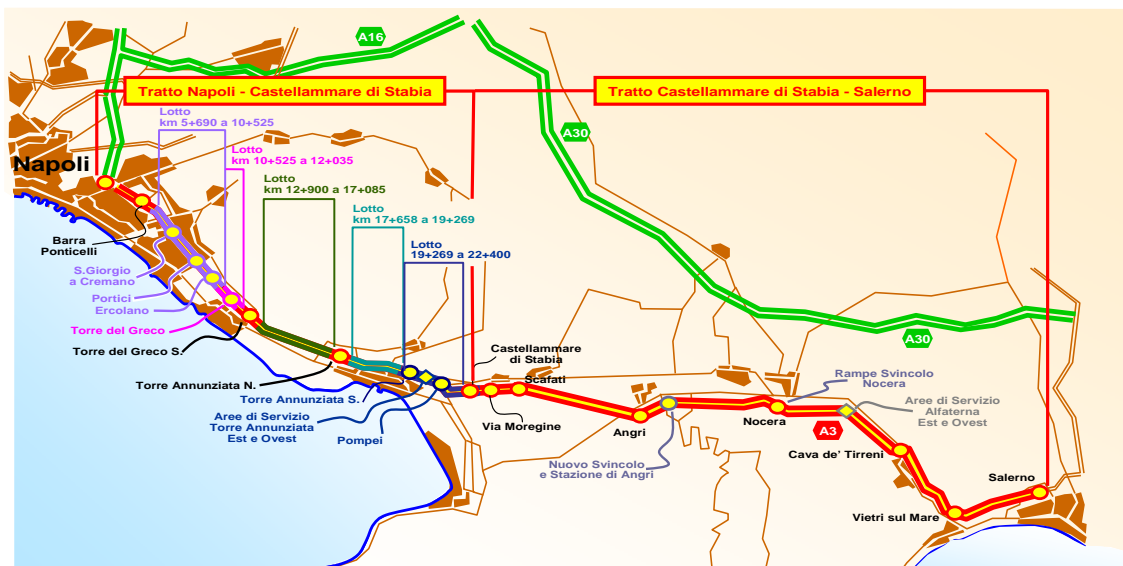 A16
Tratto Napoli - Castellammare di Stabia
Tratto Castellammare di Stabia - Salerno
Lotto
km 5+690 a 10+525
A30
Lotto
km 10+525 a 12+035
Napoli
Lotto
km 12+900 a 17+085
Lotto
km 17+658 a 19+269
Barra
Ponticelli
Lotto
19+269 a 22+400
S.Giorgio
a Cremano
Portici
Ercolano
Torre del Greco
A30
Torre del Greco S.
Castellammare
di Stabia
Scafati
Torre Annunziata N.
Rampe Svincolo
Nocera
Torre Annunziata S.
Aree di Servizio
Alfaterna
Est e Ovest
Aree di Servizio
Torre Annunziata
Est e Ovest
Pompei
Via Moregine
Angri
Nocera
A3
Cava de' Tirreni
Nuovo Svincolo
e Stazione di Angri
Salerno
Vietri sul Mare